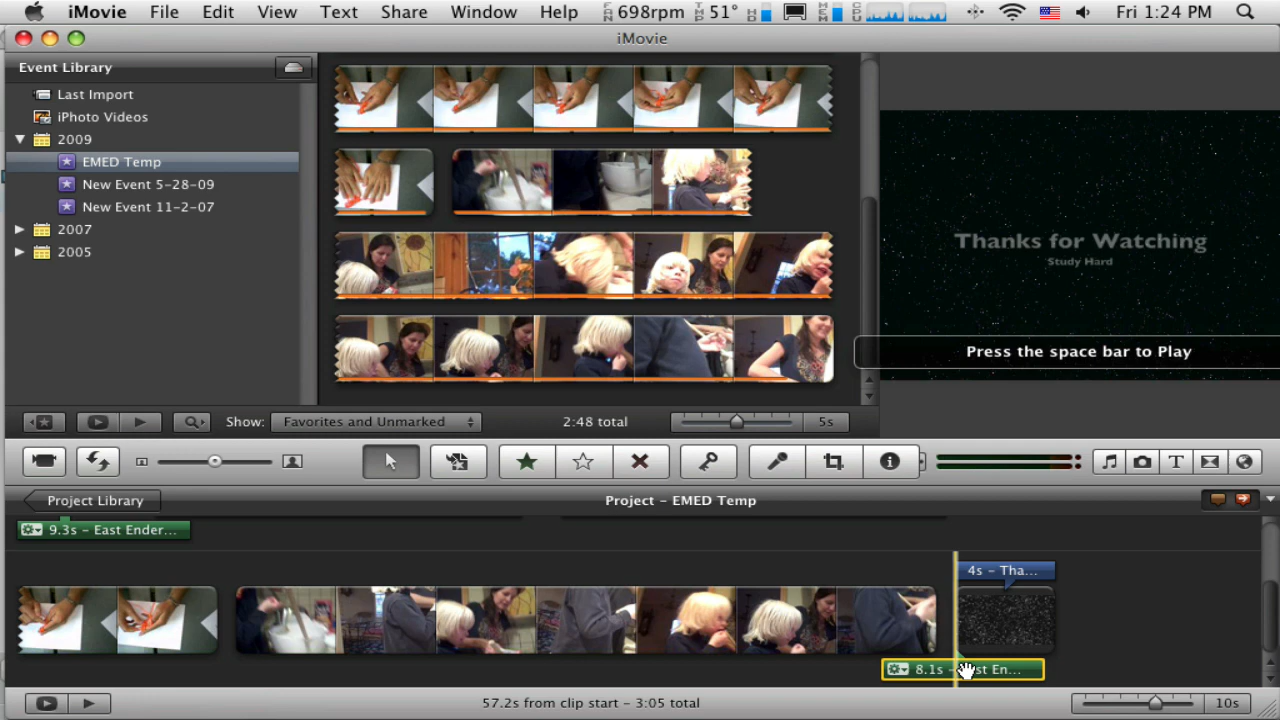 iMovie File Edit View Text Share Window Help 698rpm 51° Fri 1:24 PM
iMovie
Event Library
Last Import
iPhoto Videos
2009
EMED Temp
New Event 5-28-09
New Event 11-2-07
2007
2005
Thanks for Watching
Study Hard
Press the space bar to Play
Show: Favorites and Unmarked 2:48 total 5s
Project Library Project - EMED Temp
9.3s - East Ender...
4s - Tha...
8.1s - En...
57.2s from clip start - 3:05 total 10s